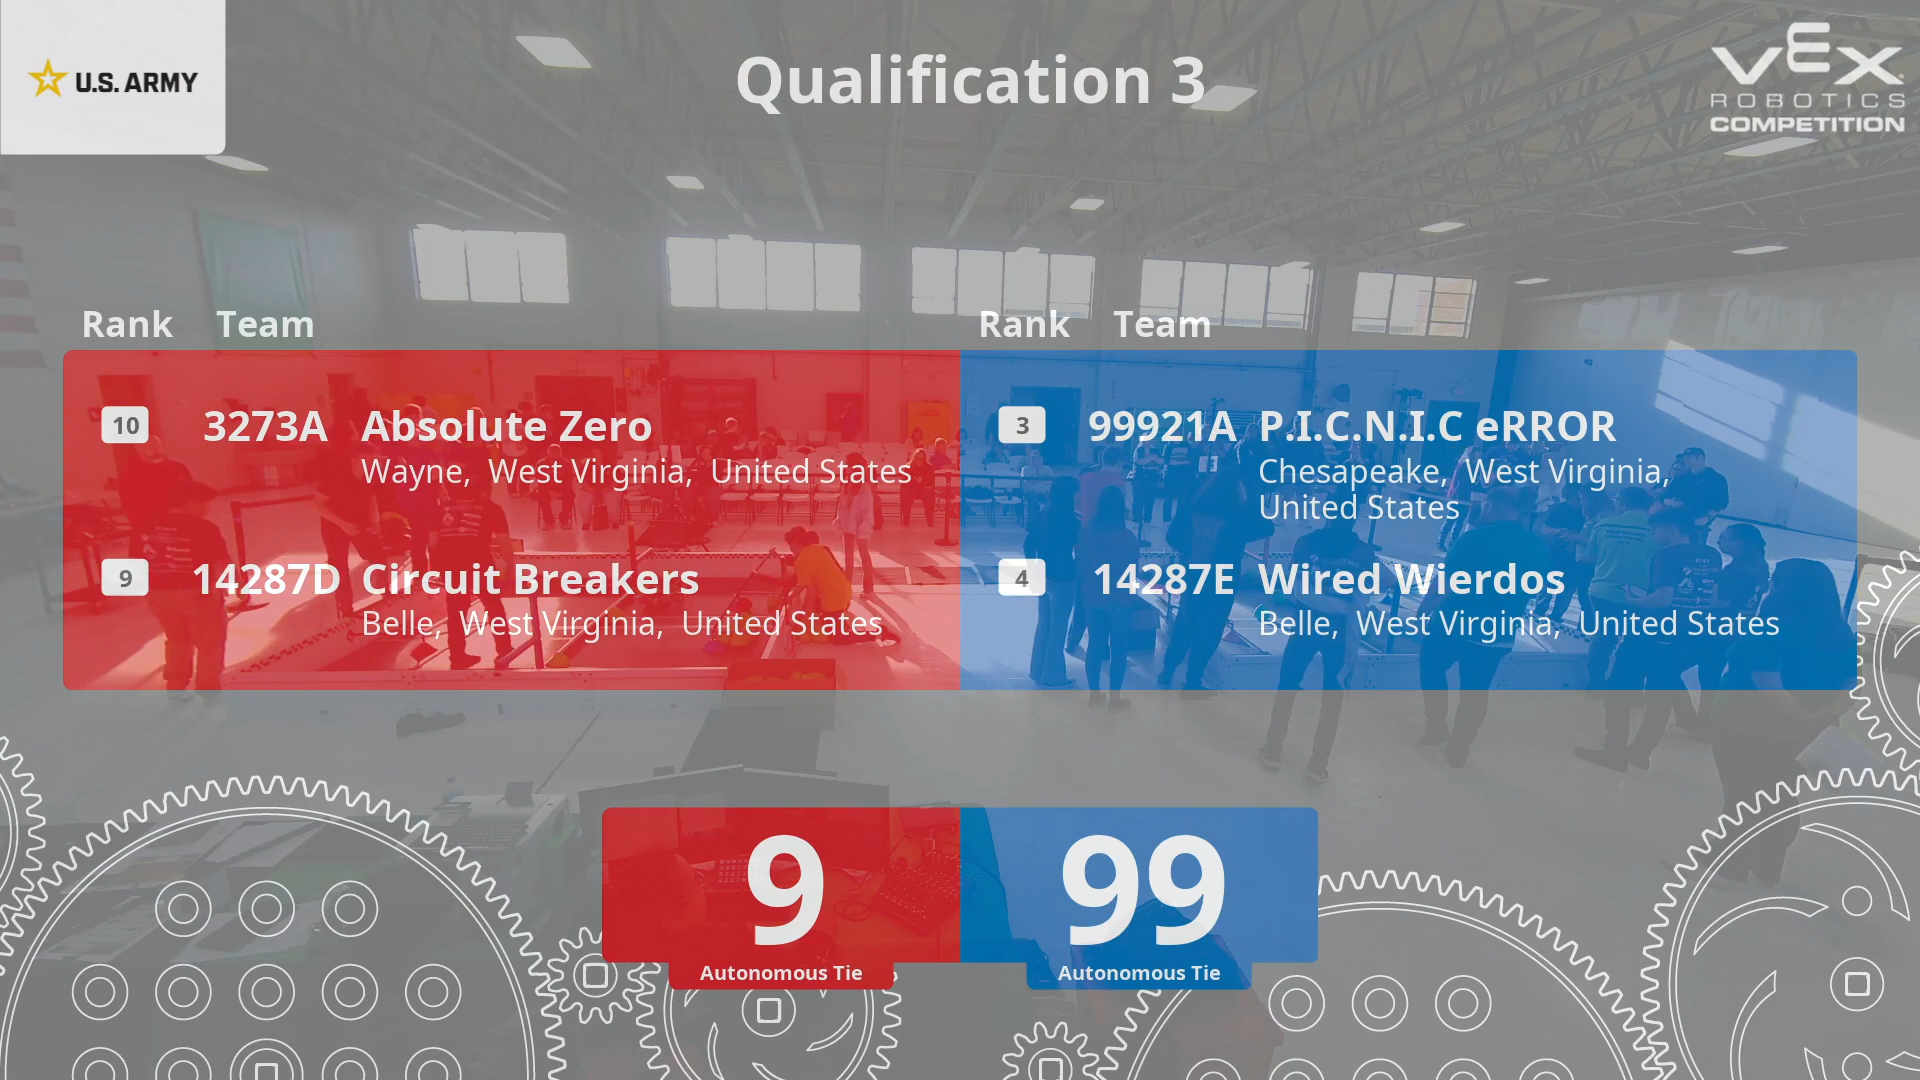 U.S. ARMY
Qualification 3
VEX
ROBOTICS
COMPETITION
Rank Team
10 3273A Absolute Zero
Wayne, West Virginia, United States
9 14287D Circuit Breakers
Belle, West Virginia, United States
Rank Team
3 99921A P.I.C.N.I.C eRROR
Chesapeake, West Virginia,
United States
4 14287E Wired Wierdos
Belle, West Virginia, United States
9
Autonomous Tie
99
Autonomous Tie